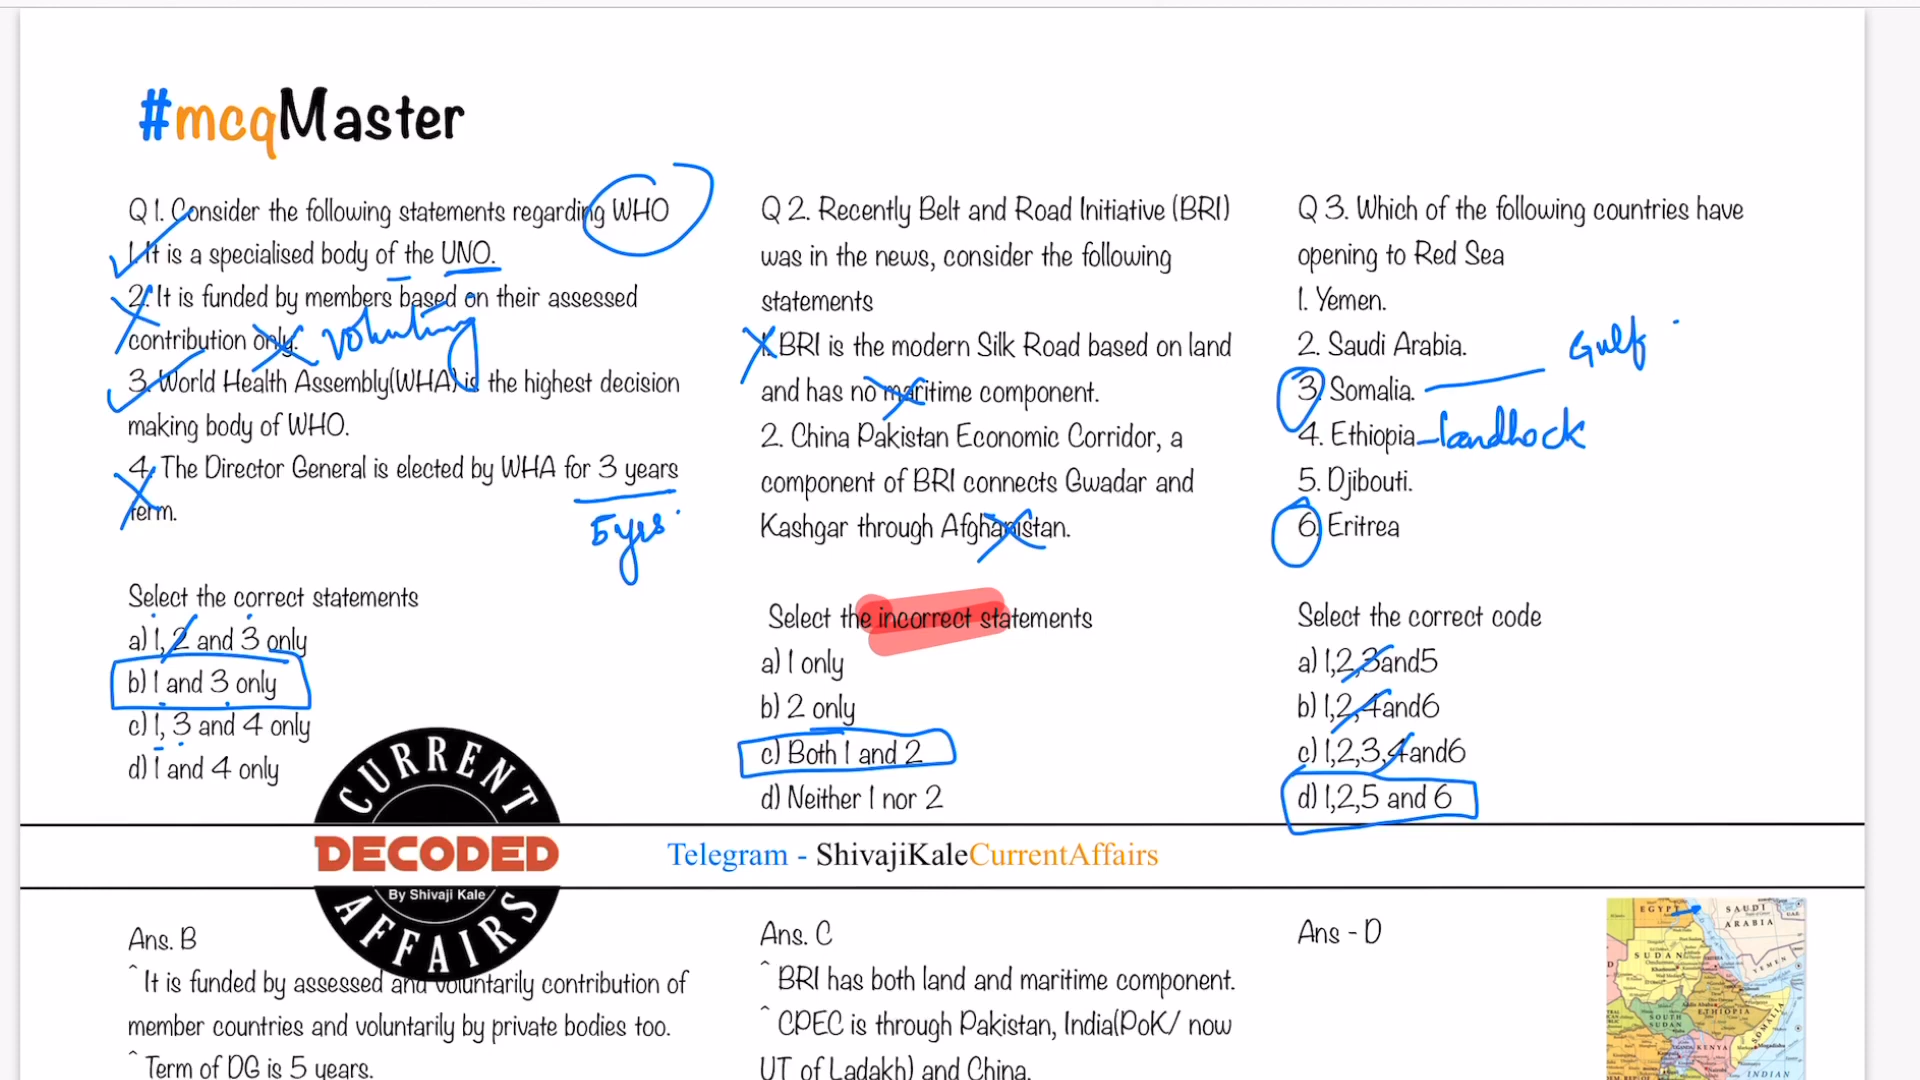 #mcqMaster
Q 1. Consider the following statements regarding WHO
1. It is a specialised body of the UNO.
2. It is funded by members based on their assessed
contribution only.
voluntary
3. World Health Assembly(WHA) is the highest decision
making body of WHO.
4. The Director General is elected by WHA for 3 years
term.
5 yrs.
Select the correct statements
a) 1, 2 and 3 only
b) 1 and 3 only
c) 1, 3 and 4 only
d) 1 and 4 only
Q 2. Recently Belt and Road Initiative (BRI)
was in the news, consider the following
statements
1. BRI is the modern Silk Road based on land
and has no maritime component.
2. China Pakistan Economic Corridor, a
component of BRI connects Gwadar and
Kashgar through Afghanistan.
Select the incorrect statements
a) 1 only
b) 2 only
c) Both 1 and 2
d) Neither 1 nor 2
Q 3. Which of the following countries have
opening to Red Sea
1. Yemen.
2. Saudi Arabia.
3. Somalia.
Gulf
4. Ethiopia
landlock
5. Djibouti.
6. Eritrea
Select the correct code
a) 1,2,3and5
b) 1,2,4and6
c) 1,2,3,4and6
d) 1,2,5 and 6
CURRENT
DECODED
By Shivaji Kale
AFFAIRS
Telegram - ShivajiKaleCurrentAffairs
Ans. B
^ It is funded by assessed and voluntarily contribution of
member countries and voluntarily by private bodies too.
^ Term of DG is 5 years.
Ans. C
^ BRI has both land and maritime component.
^ CPEC is through Pakistan, India(PoK/ now
UT of Ladakh) and China.
Ans - D
EGYPT
SAUDI
ARABIA
SUDAN
YEMEN
SOUTH
SUDAN
ETHIOPIA
SOMALIA
KENYA
INDIAN